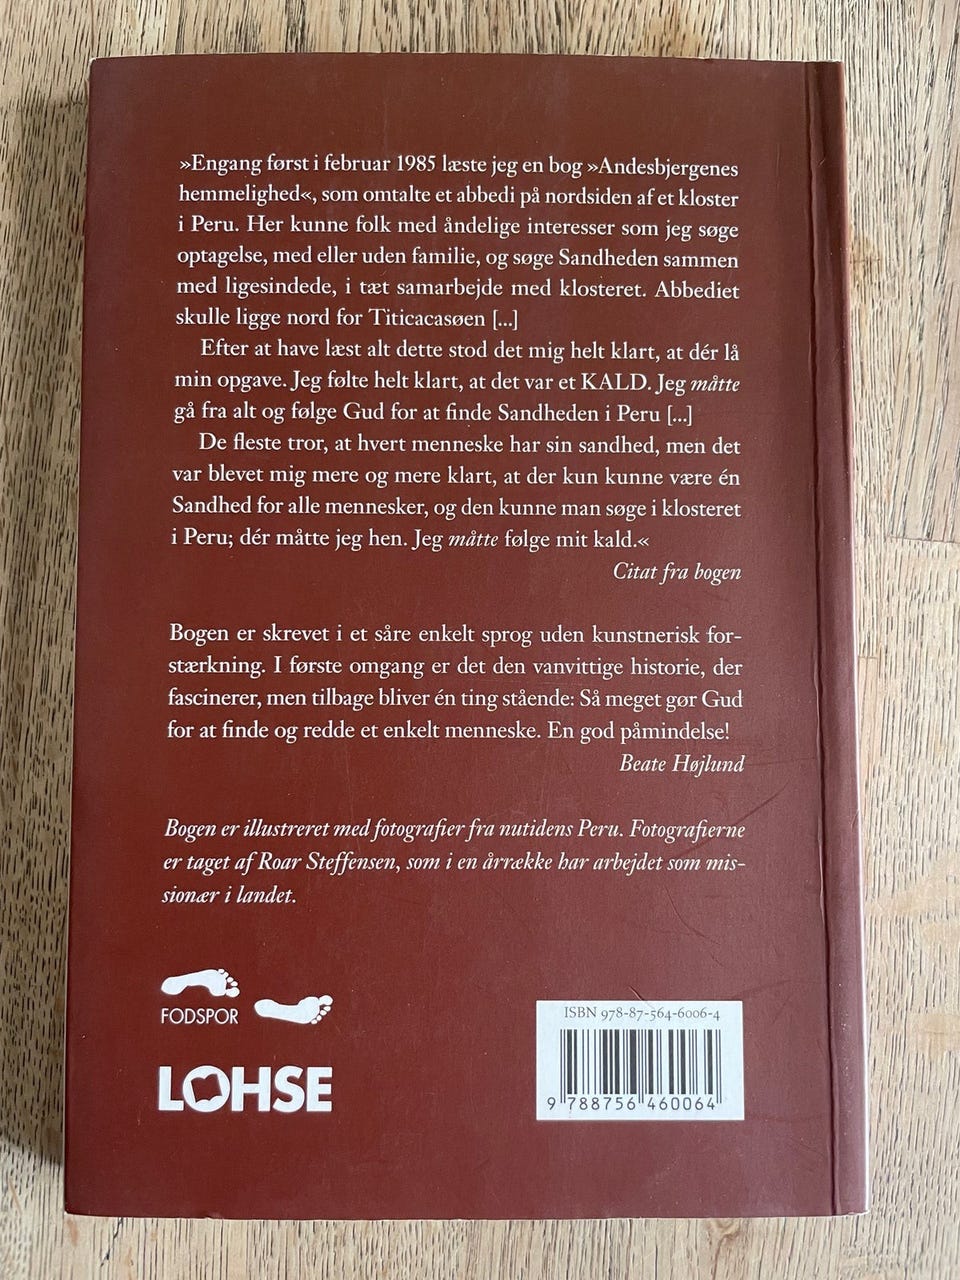 »Engang først i februar 1985 læste jeg en bog »Andesbjergenes
hemmelighed«, som omtalte et abbedi på nordsiden af et kloster
i Peru. Her kunne folk med åndelige interesser som jeg søge
optagelse, med eller uden familie, og søge Sandheden sammen
med ligesindede, i tæt samarbejde med klosteret. Abbediet
skulle ligge nord for Titicacasøen [...]
Efter at have læst alt dette stod det mig helt klart, at dér lå
min opgave. Jeg følte helt klart, at det var et KALD. Jeg måtte
gå fra alt og følge Gud for at finde Sandheden i Peru [...]
De fleste tror, at hvert menneske har sin sandhed, men det
var blevet mig mere og mere klart, at der kun kunne være én
Sandhed for alle mennesker, og den kunne man søge i klosteret
i Peru; dér måtte jeg hen. Jeg måtte følge mit kald.«
Citat fra bogen
Bogen er skrevet i et såre enkelt sprog uden kunstnerisk for-
stærkning. I første omgang er det den vanvittige historie, der
fascinerer, men tilbage bliver én ting stående: Så meget gør Gud
for at finde og redde et enkelt menneske. En god påmindelse!
Beate Højlund
Bogen er illustreret med fotografier fra nutidens Peru. Fotografierne
er taget af Roar Steffensen, som i en årrække har arbejdet som mis-
sionær i landet.
FODSPOR
LOHSE
ISBN 978-87-564-6006-4
9 788756 460064